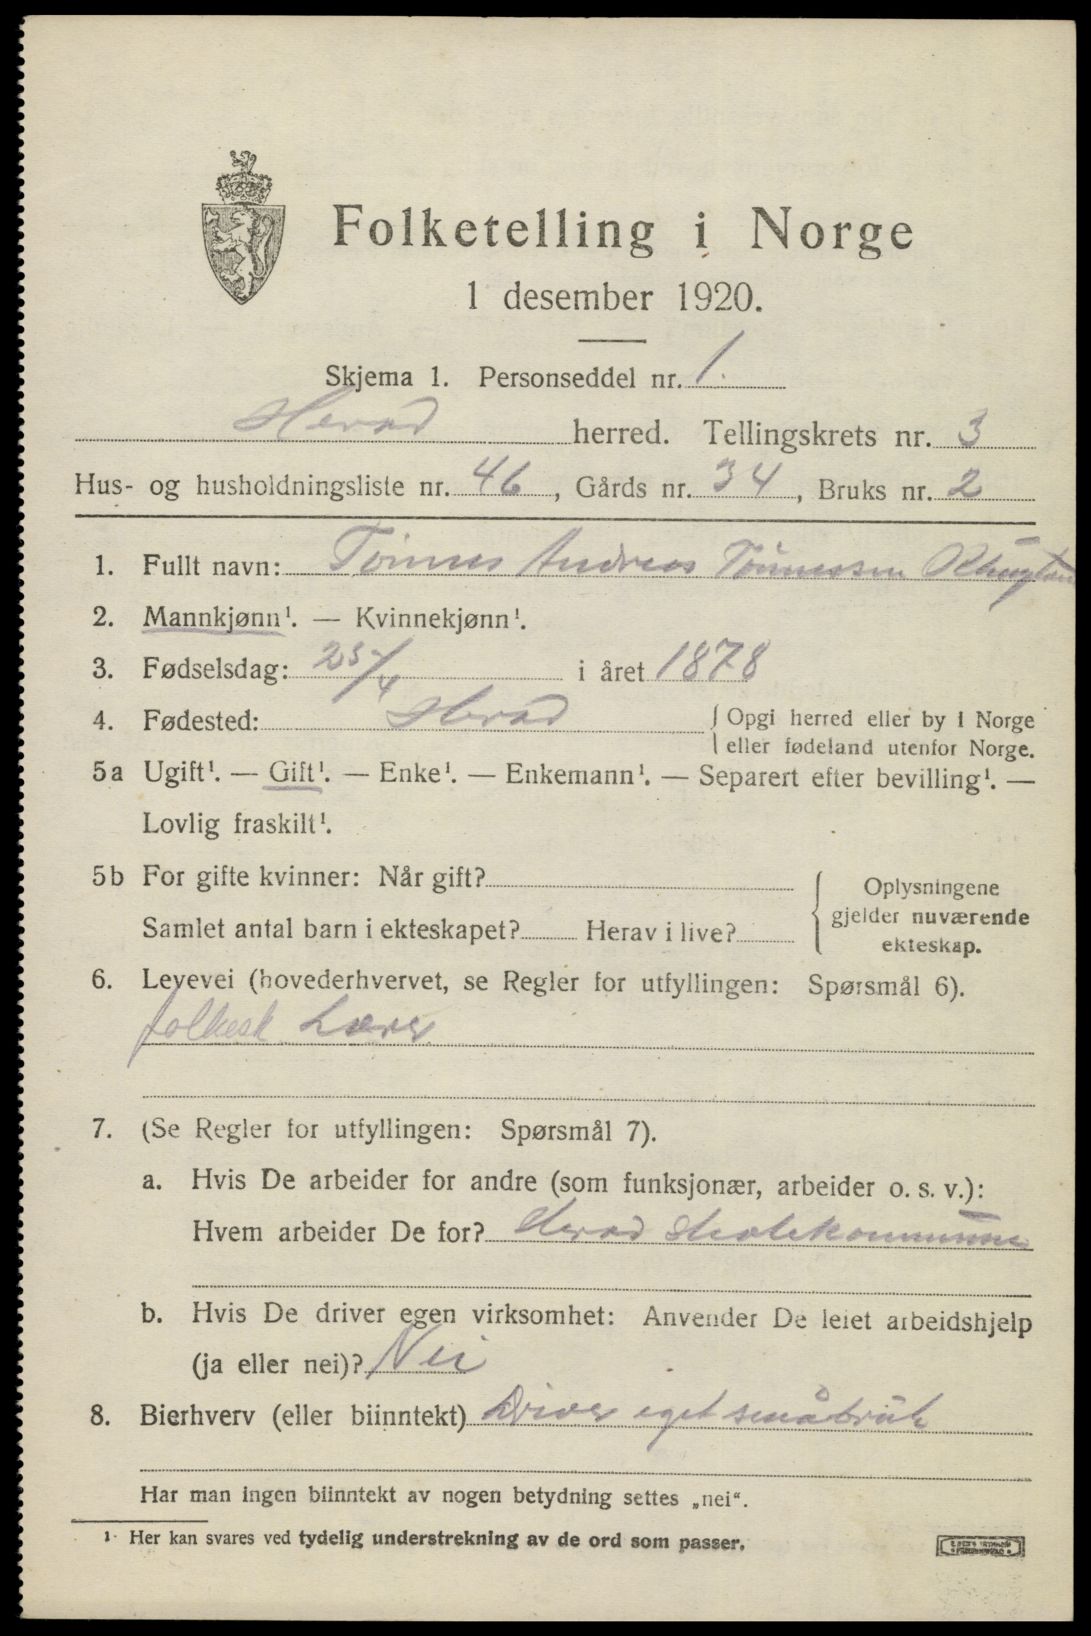 Folketelling i Norge
1 desember 1920.
Skjema 1. Personseddel nr. 1.
Herad herred. Tellingskrets nr. 3
Hus- og husholdningsliste nr. 46, Gårds nr. 34, Bruks nr. 2
1. Fullt navn: Tønnes Andreas Tønnessen
2. Mannkjønn¹. — Kvinnekjønn¹.
3. Fødselsdag: 25/4 i året 1878
4. Fødested: Herad { Opgi herred eller by i Norge
eller fødeland utenfor Norge.
5a Ugift¹. — Gift¹. — Enke¹. — Enkemann¹. — Separert efter bevilling¹. —
Lovlig fraskilt¹.
5b For gifte kvinner: Når gift?
Samlet antal barn i ekteskapet? Herav i live?
{ Oplysningene
gjelder nuværende
ekteskap.
6. Levevei (hovederhvervet, se Regler for utfyllingen: Spørsmål 6).
folkesk. Lærer
7. (Se Regler for utfyllingen: Spørsmål 7).
a. Hvis De arbeider for andre (som funksjonær, arbeider o. s. v.):
Hvem arbeider De for? Herad skolekommune
b. Hvis De driver egen virksomhet: Anvender De leiet arbeidshjelp
(ja eller nei)? Nei
8. Bierhverv (eller biinntekt) Driver eget småbruk
Har man ingen biinntekt av nogen betydning settes „nei“.
¹· Her kan svares ved tydelig understrekning av de ord som passer.